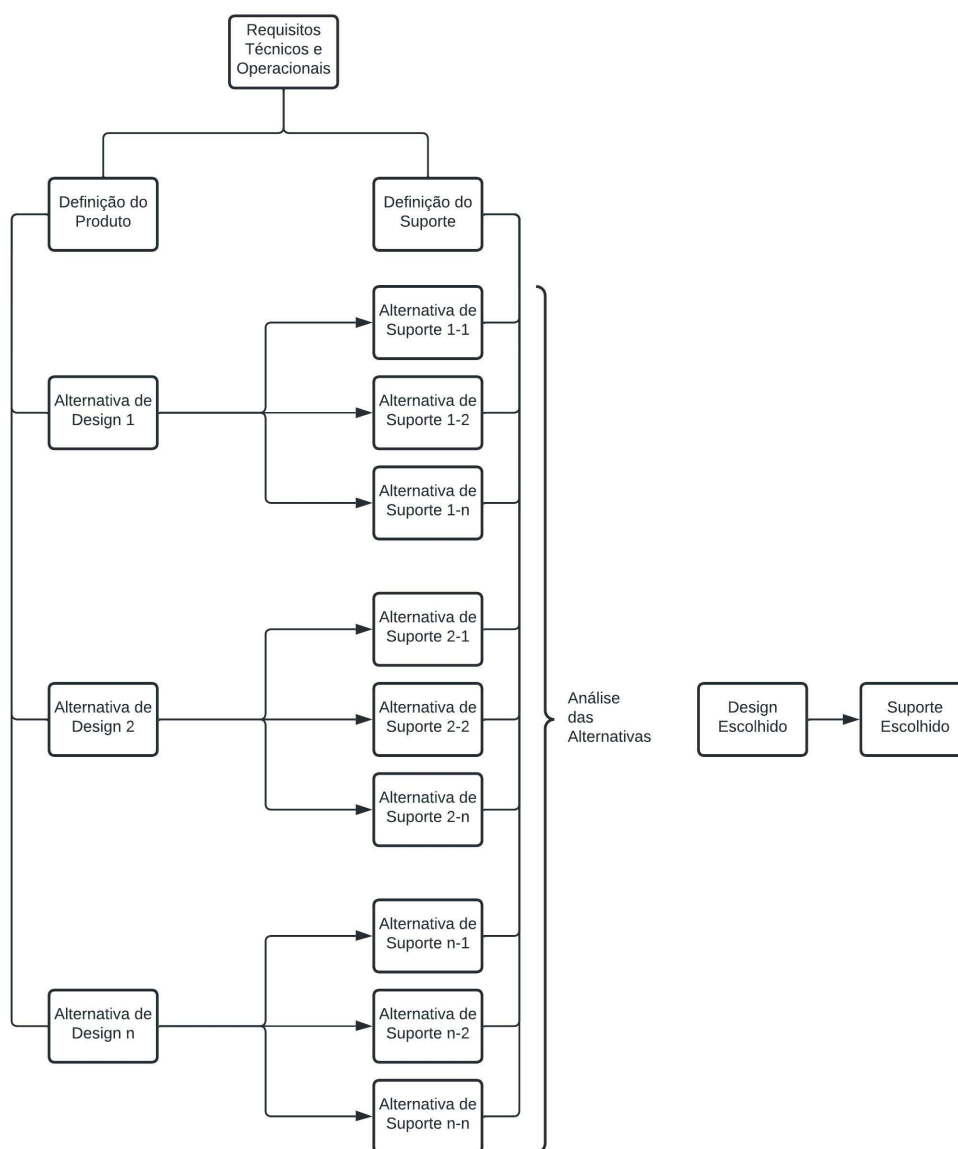 Requisitos
Técnicos e
Operacionais
Definição do
Produto
Definição do
Suporte
Alternativa de
Suporte 1-1
Alternativa de
Design 1
Alternativa de
Suporte 1-2
Alternativa de
Suporte 1-n
Alternativa de
Suporte 2-1
Alternativa de
Design 2
Alternativa de
Suporte 2-2
Análise
das
Alternativas
Design
Escolhido
Suporte
Escolhido
Alternativa de
Suporte 2-n
Alternativa de
Suporte n-1
Alternativa de
Design n
Alternativa de
Suporte n-2
Alternativa de
Suporte n-n